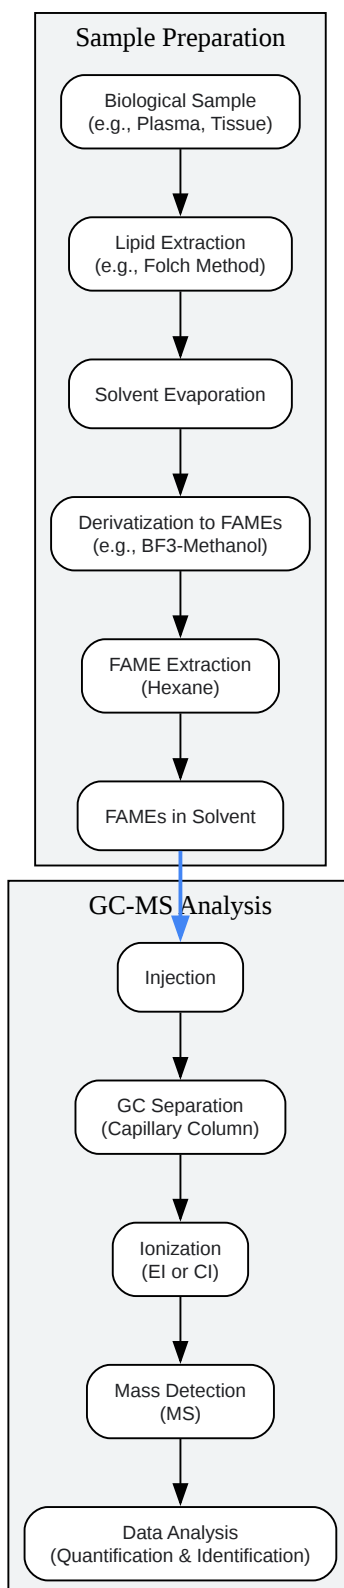 Sample Preparation
Biological Sample
(e.g., Plasma, Tissue)
Lipid Extraction
(e.g., Folch Method)
Solvent Evaporation
Derivatization to FAMEs
(e.g., BF3-Methanol)
FAME Extraction
(Hexane)
FAMEs in Solvent
GC-MS Analysis
Injection
GC Separation
(Capillary Column)
Ionization
(EI or CI)
Mass Detection
(MS)
Data Analysis
(Quantification & Identification)